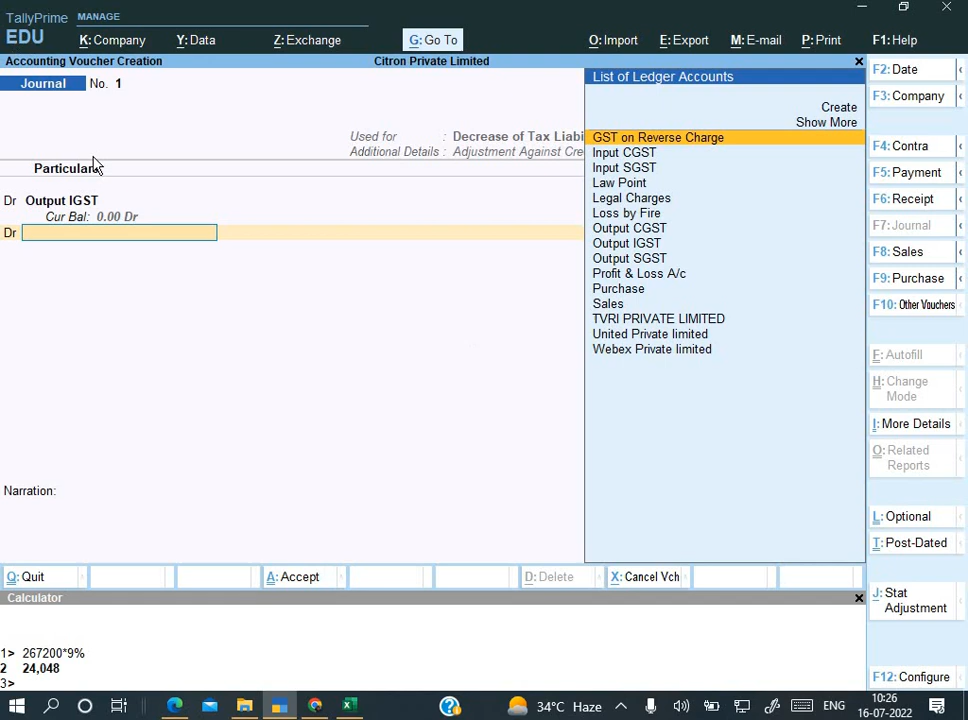 TallyPrime
EDU
MANAGE
K: Company
Y: Data
Z: Exchange
G: Go To
O: Import
E: Export
M: E-mail
P: Print
F1: Help
Accounting Voucher Creation
Citron Private Limited
Journal No. 1
Used for : Decrease of Tax Liabi
Additional Details : Adjustment Against Cre
Particular
Dr Output IGST
Cur Bal: 0.00 Dr
Dr
Narration:
List of Ledger Accounts
Create
Show More
GST on Reverse Charge
Input CGST
Input SGST
Law Point
Legal Charges
Loss by Fire
Output CGST
Output IGST
Output SGST
Profit & Loss A/c
Purchase
Sales
TVRI PRIVATE LIMITED
United Private limited
Webex Private limited
F2: Date
F3: Company
F4: Contra
F5: Payment
F6: Receipt
F7: Journal
F8: Sales
F9: Purchase
F10: Other Vouchers
F: Autofill
H: Change
Mode
I: More Details
O: Related
Reports
L: Optional
T: Post-Dated
J: Stat
Adjustment
F12: Configure
Q: Quit
A: Accept
D: Delete
X: Cancel Vch
Calculator
1> 267200*9%
2 24,048
3>
34°C Haze
ENG
10:26
16-07-2022